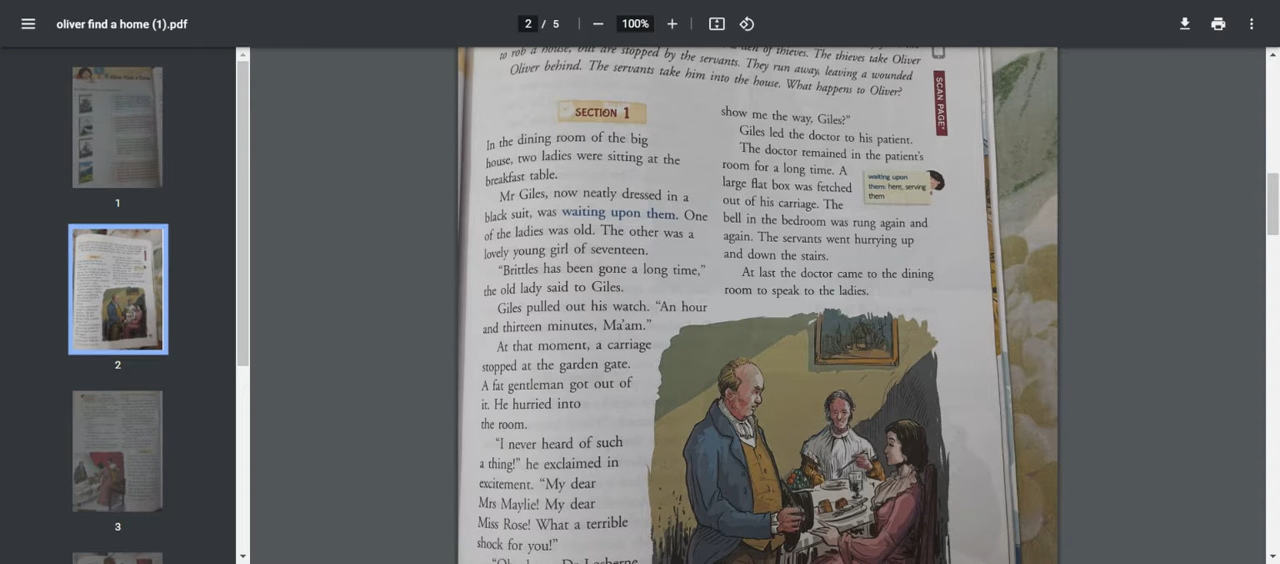 oliver find a home (1).pdf
2 / 5
100%
1
2
3
to rob a house, but are stopped by the servants. They run away, leaving a wounded
of thieves. The thieves take Oliver
Oliver behind. The servants take him into the house. What happens to Oliver?
SCAN PAGE
SECTION 1
In the dining room of the big
house, two ladies were sitting at the
breakfast table.
Mr Giles, now neatly dressed in a
black suit, was waiting upon them. One
of the ladies was old. The other was a
lovely young girl of seventeen.
“Brittles has been gone a long time,”
the old lady said to Giles.
Giles pulled out his watch. “An hour
and thirteen minutes, Ma’am.”
At that moment, a carriage
stopped at the garden gate.
A fat gentleman got out of
it. He hurried into
the room.
“I never heard of such
a thing!” he exclaimed in
excitement. “My dear
Mrs Maylie! My dear
Miss Rose! What a terrible
shock for you!”
show me the way, Giles?”
Giles led the doctor to his patient.
The doctor remained in the patient’s
room for a long time. A
large flat box was fetched
out of his carriage. The
bell in the bedroom was rung again and
again. The servants went hurrying up
and down the stairs.
At last the doctor came to the dining
room to speak to the ladies.
waiting upon
them: here, serving
them